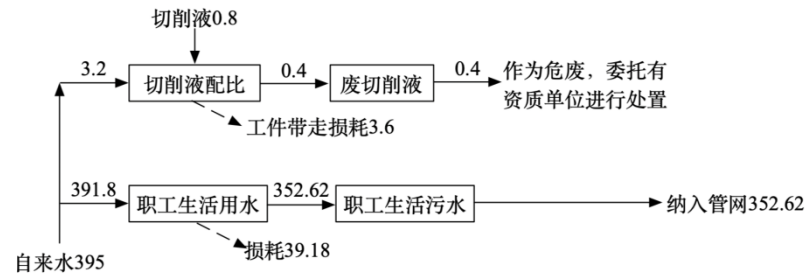 切削液0.8
3.2
切削液配比
0.4
废切削液
0.4
作为危废，委托有
资质单位进行处置
工件带走损耗3.6
391.8
职工生活用水
352.62
职工生活污水
纳入管网352.62
损耗39.18
自来水395